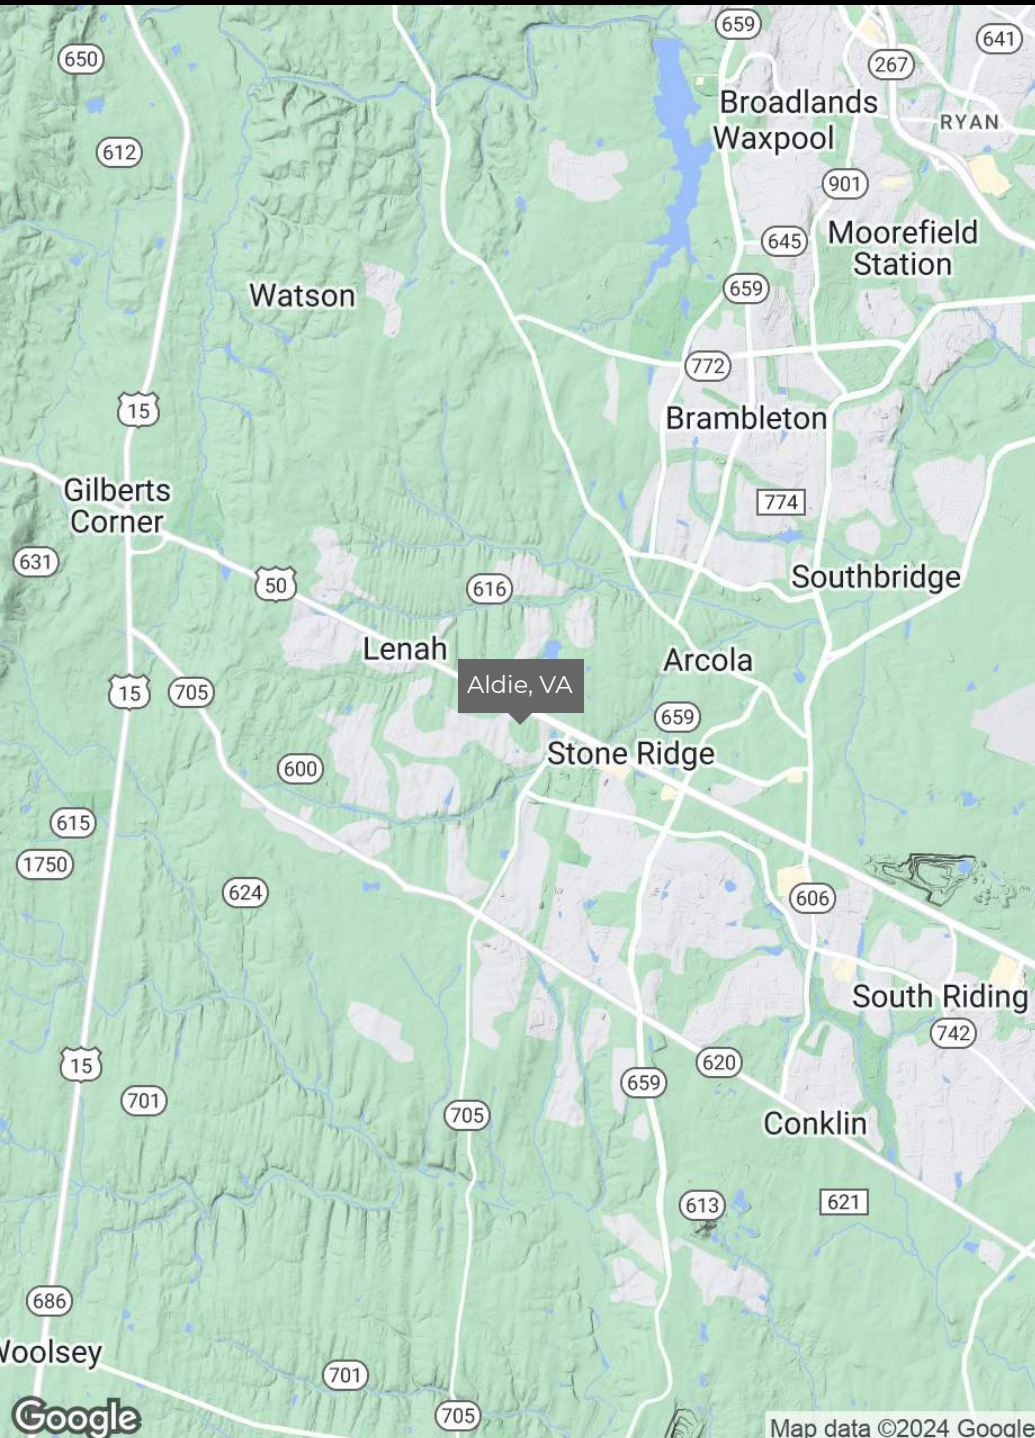 659
641
650
267
Broadlands
RYAN
Waxpool
612
901
Moorefield
Station
645
659
Watson
772
15
Brambleton
Gilberts
Corner
774
631
50
616
Southbridge
Lenah
Arcola
Aldie, VA
15
705
659
Stone Ridge
600
615
1750
624
606
South Riding
742
15
620
659
701
705
Conklin
613
621
686
Woolsey
701
705
Google
Map data ©2024 Google